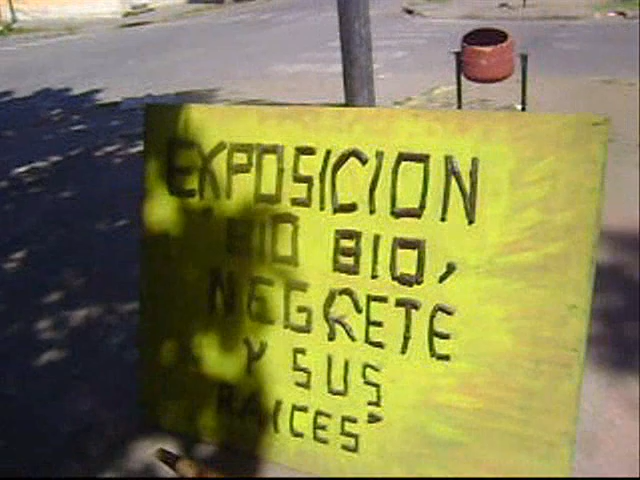 EXPOSICION
"BIO BIO,
NEGRETE
Y SUS
RAICES"